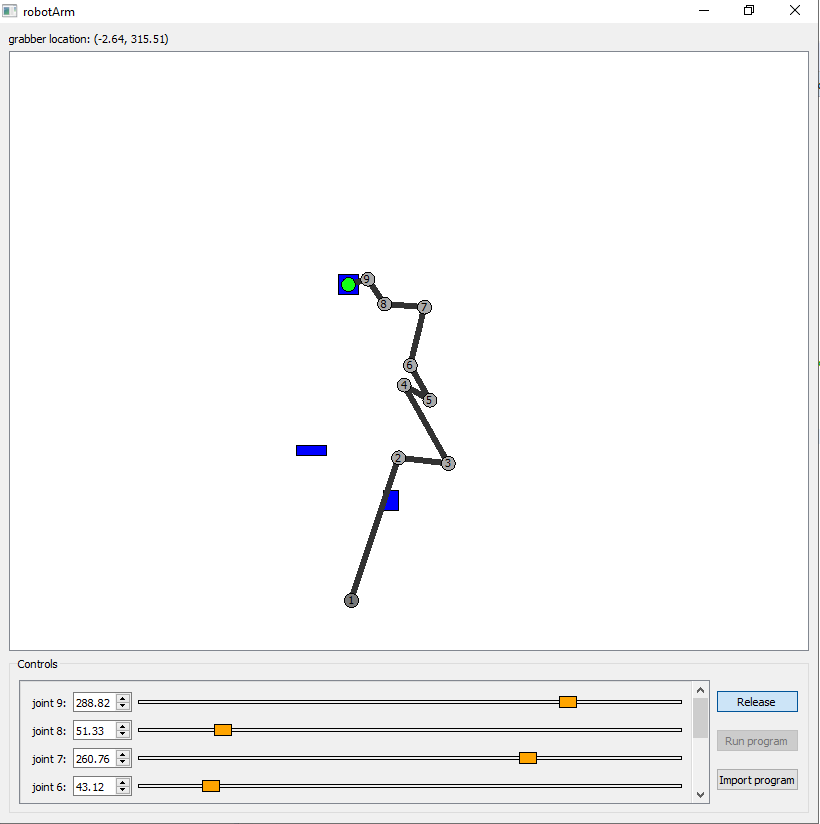 robotArm
grabber location: (-2.64, 315.51)
9
8
7
6
4
5
2
3
1
Controls
joint 9: 288.82
joint 8: 51.33
joint 7: 260.76
joint 6: 43.12
Release
Run program
Import program